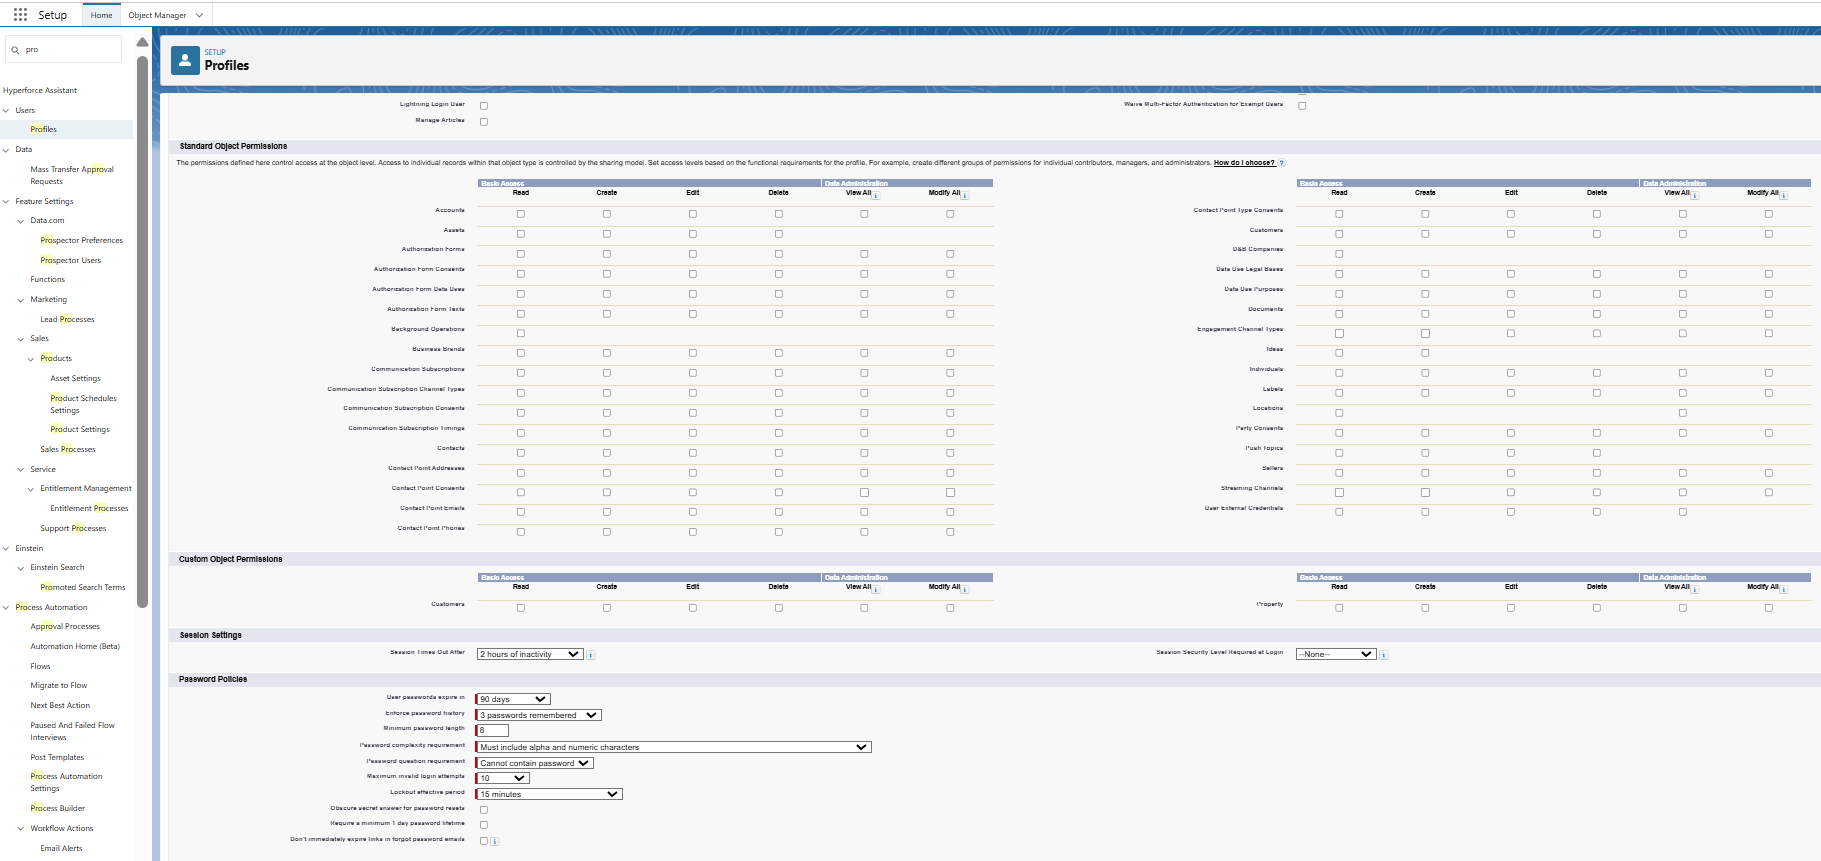 Setup
Home
Object Manager
pro
Hyperforce Assistant
Users
Profiles
Data
Mass Transfer Approval
Requests
Feature Settings
Data.com
Prospector Preferences
Prospector Users
Functions
Marketing
Lead Processes
Sales
Products
Asset Settings
Product Schedules
Settings
Product Settings
Sales Processes
Service
Entitlement Management
Entitlement Processes
Support Processes
Einstein
Einstein Search
Promoted Search Terms
Process Automation
Approval Processes
Automation Home (Beta)
Flows
Migrate to Flow
Next Best Action
Paused And Failed Flow
Interviews
Post Templates
Process Automation
Settings
Process Builder
Workflow Actions
Email Alerts
SETUP
Profiles
Lightning Login User
Waive Multi-Factor Authentication for Exempt Users
Manage Articles
Standard Object Permissions
The permissions defined here control access at the object level. Access to individual records within that object type is controlled by the sharing model. Set access levels based on the functional requirements for the profile. For example, create different groups of permissions for individual contributors, managers, and administrators. How do I choose? ?
Basic Access Data Administration
Read Create Edit Delete View All i Modify All i
Accounts
Assets
Authorization Forms
Authorization Form Consents
Authorization Form Data Uses
Authorization Form Texts
Background Operations
Business Brands
Communication Subscriptions
Communication Subscription Channel Types
Communication Subscription Consents
Communication Subscription Timings
Contacts
Contact Point Addresses
Contact Point Consents
Contact Point Emails
Contact Point Phones
Basic Access Data Administration
Read Create Edit Delete View All i Modify All i
Contact Point Type Consents
Customers
D&B Companies
Data Use Legal Bases
Data Use Purposes
Documents
Engagement Channel Types
Ideas
Individuals
Labels
Locations
Party Consents
Push Topics
Sellers
Streaming Channels
User External Credentials
Custom Object Permissions
Basic Access Data Administration
Read Create Edit Delete View All i Modify All i
Customers
Basic Access Data Administration
Read Create Edit Delete View All i Modify All i
Property
Session Settings
Session Times Out After 2 hours of inactivity i
Session Security Level Required at Login --None-- i
Password Policies
User passwords expire in 90 days
Enforce password history 3 passwords remembered
Minimum password length 8
Password complexity requirement Must include alpha and numeric characters
Password question requirement Cannot contain password
Maximum invalid login attempts 10
Lockout effective period 15 minutes
Obscure secret answer for password resets
Require a minimum 1 day password lifetime
Don't immediately expire links in forgot password emails i